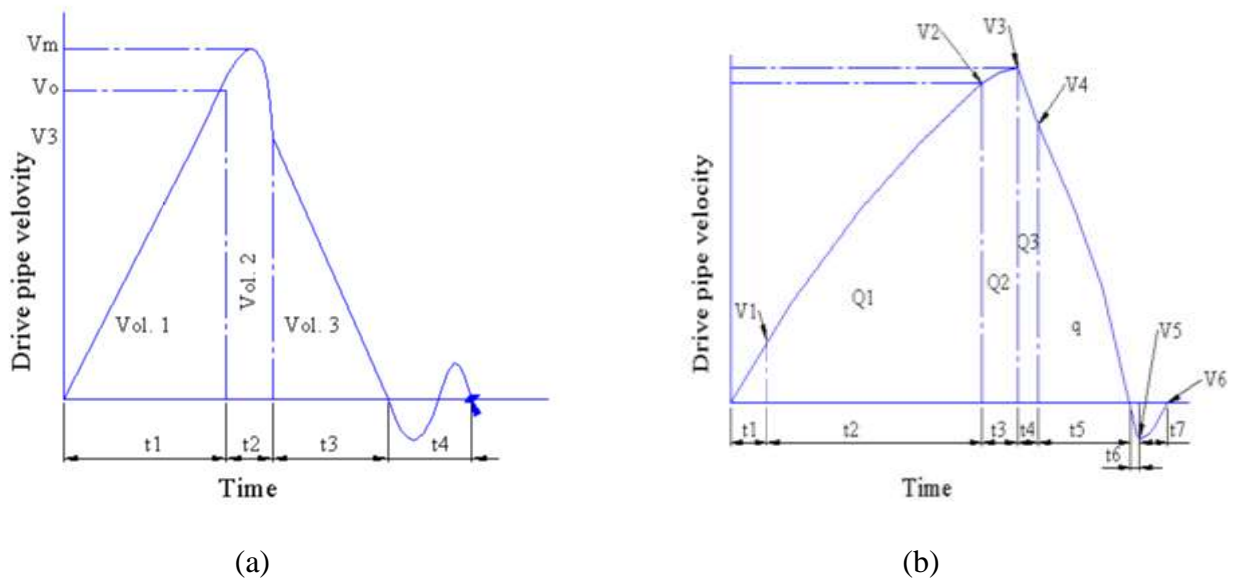 Vm
Vo
V3
Drive pipe velovity
Vol. 1
Vol. 2
Vol. 3
t1
t2
t3
t4
Time
(a)
V3
V2
V4
Drive pipe velocity
V1
Q1
Q2
Q3
q
V5
V6
t1
t2
t3
t4
t5
t6
t7
Time
(b)